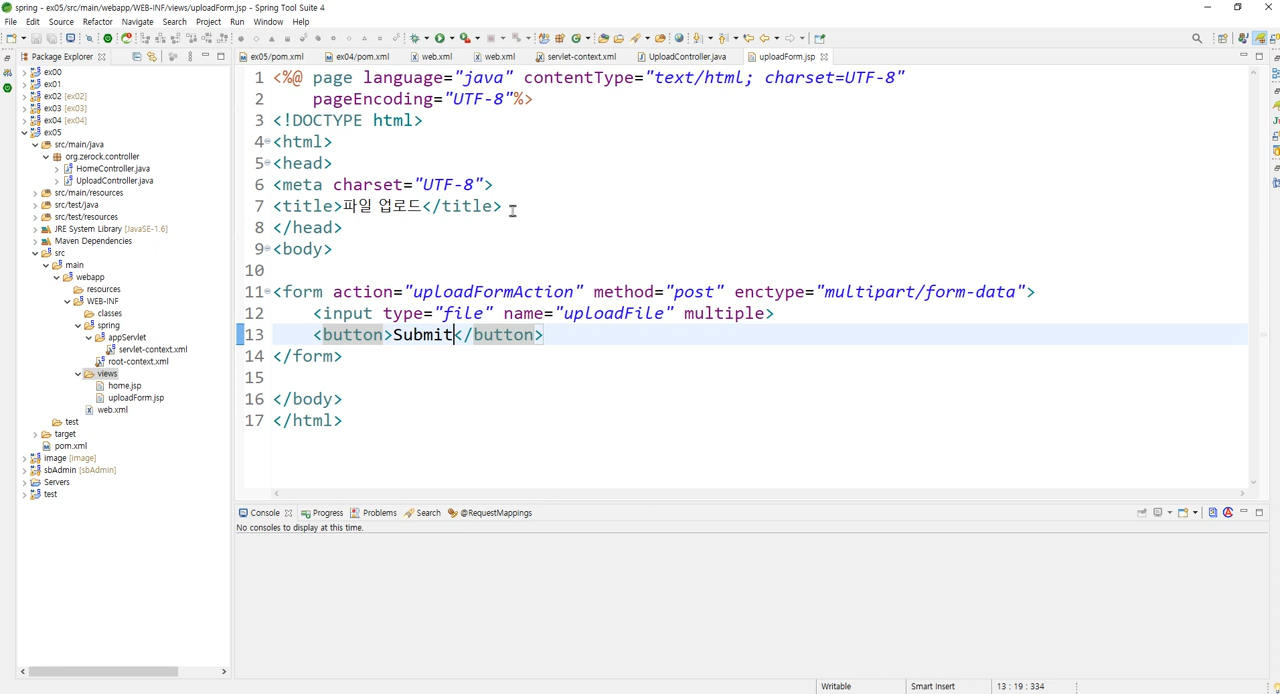 spring - ex05/src/main/webapp/WEB-INF/views/uploadForm.jsp - Spring Tool Suite 4
File Edit Source Refactor Navigate Search Project Run Window Help
Package Explorer
ex05/pom.xml ex04/pom.xml web.xml web.xml servlet-context.xml UploadController.java uploadForm.jsp
ex00
ex01
ex02 [ex02]
ex03 [ex03]
ex04 [ex04]
ex05
src/main/java
org.zerock.controller
HomeController.java
UploadController.java
src/main/resources
src/test/java
src/test/resources
JRE System Library [JavaSE-1.6]
Maven Dependencies
src
main
webapp
resources
WEB-INF
classes
spring
appServlet
servlet-context.xml
root-context.xml
views
home.jsp
uploadForm.jsp
web.xml
test
target
pom.xml
image [image]
sbAdmin [sbAdmin]
Servers
test
1 <%@ page language="java" contentType="text/html; charset=UTF-8"
2 pageEncoding="UTF-8"%>
3 <!DOCTYPE html>
4 <html>
5 <head>
6 <meta charset="UTF-8">
7 <title>파일 업로드</title>
8 </head>
9 <body>
10
11 <form action="uploadFormAction" method="post" enctype="multipart/form-data">
12 <input type="file" name="uploadFile" multiple>
13 <button>Submit</button>
14 </form>
15
16 </body>
17 </html>
Console Progress Problems Search @RequestMappings
No consoles to display at this time.
Writable Smart Insert 13 : 19 : 334